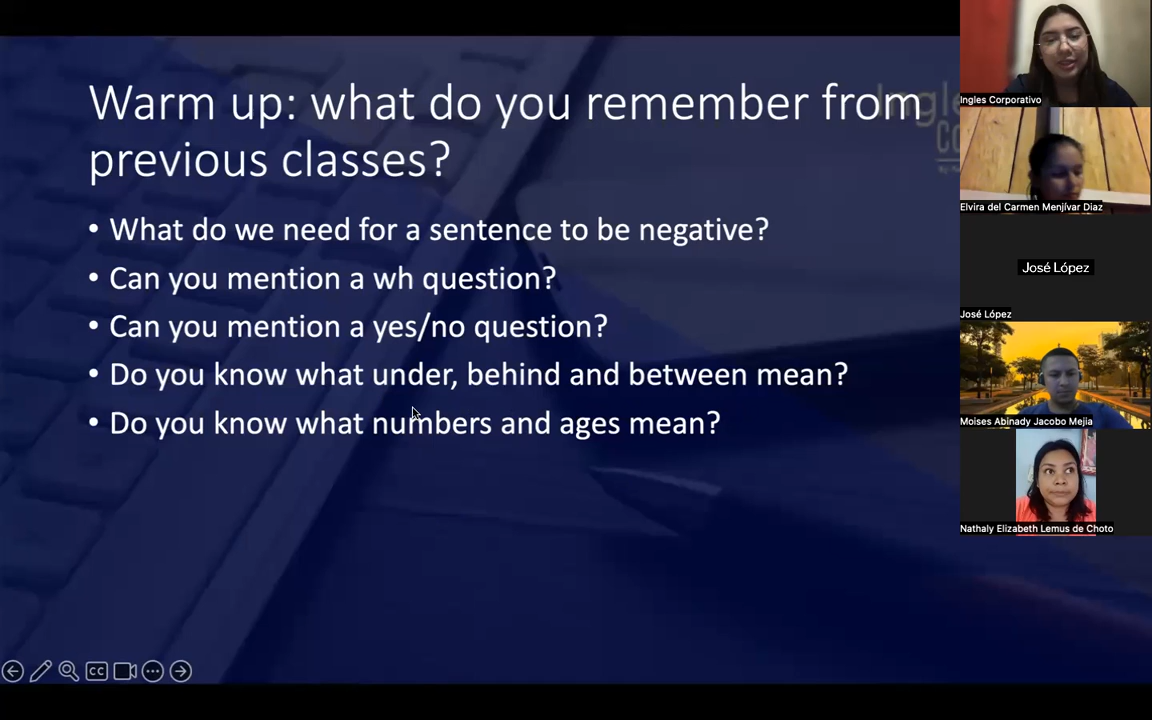 Warm up: what do you remember from
previous classes?
• What do we need for a sentence to be negative?
• Can you mention a wh question?
• Can you mention a yes/no question?
• Do you know what under, behind and between mean?
• Do you know what numbers and ages mean?
Ingles Corporativo
Elvira del Carmen Menjívar Diaz
José López
José López
Moises Abinady Jacobo Mejia
Nathaly Elizabeth Lemus de Choto
CC